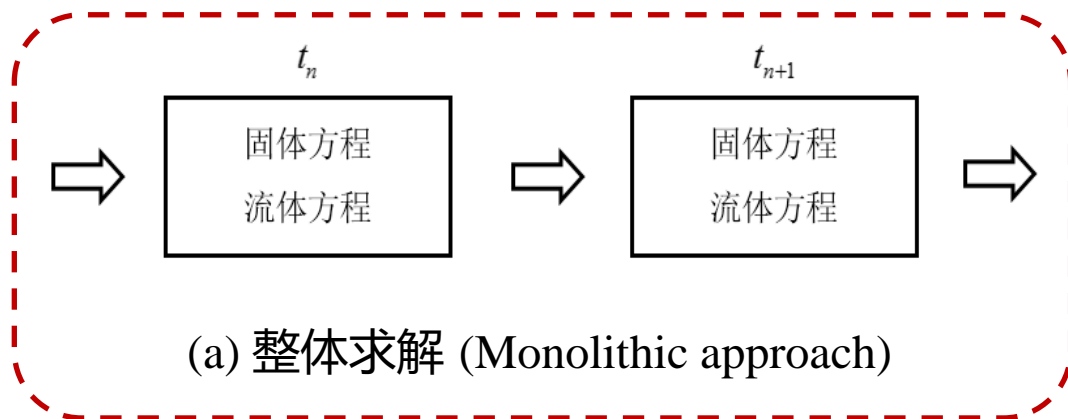 t_n t_{n+1}
固体方程 固体方程
流体方程 流体方程
(a) 整体求解 (Monolithic approach)